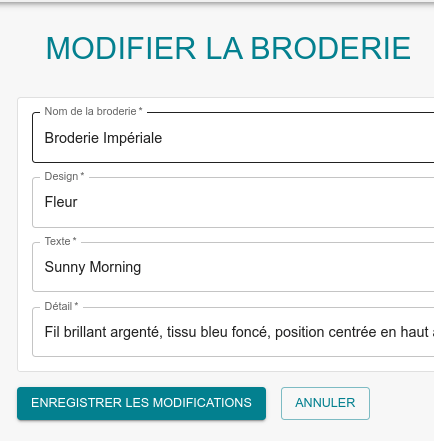 MODIFIER LA BRODERIE
Nom de la broderie *
Broderie Impériale
Design *
Fleur
Texte *
Sunny Morning
Détail *
Fil brillant argenté, tissu bleu foncé, position centrée en haut
ENREGISTRER LES MODIFICATIONS
ANNULER